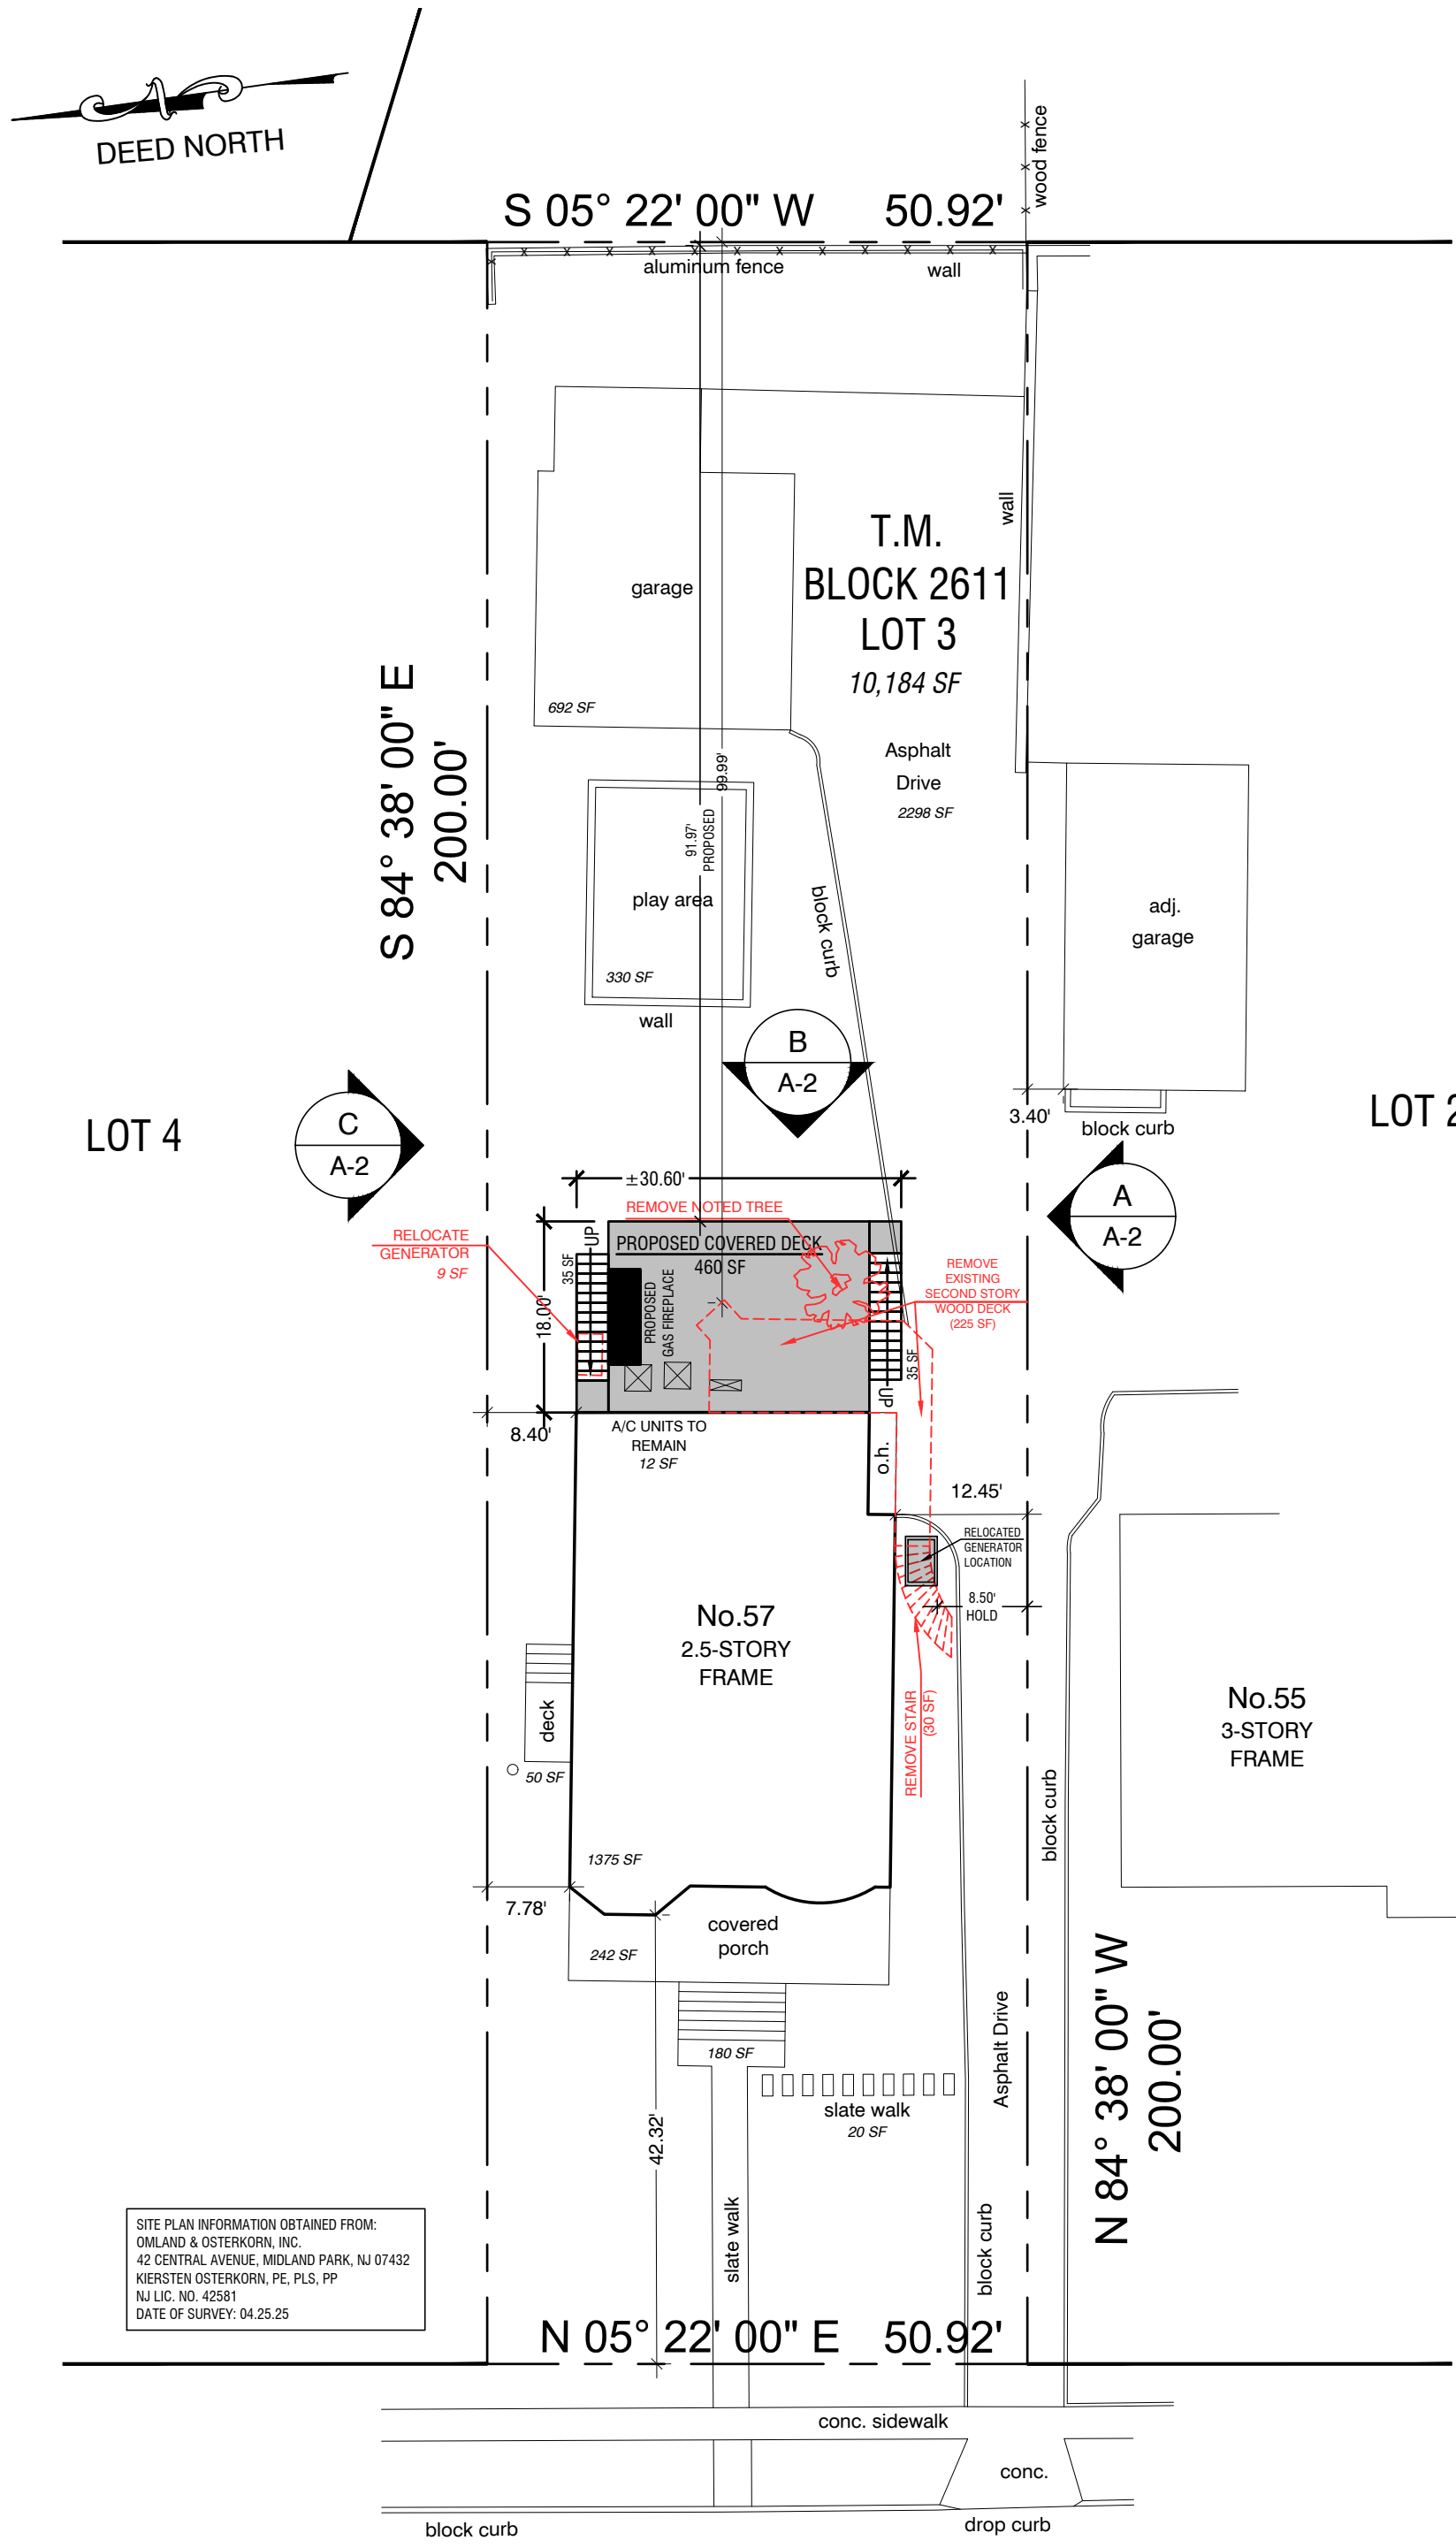 DEED NORTH
S 05° 22' 00" W 50.92'
wood fence
aluminum fence
wall
wall
T.M.
BLOCK 2611
LOT 3
10,184 SF
garage
692 SF
S 84° 38' 00" E
200.00'
Asphalt
Drive
2298 SF
99.99'
91.97'
PROPOSED
play area
330 SF
wall
block curb
adj.
garage
B
A-2
3.40'
block curb
LOT 4
C
A-2
LOT 2
A
A-2
±30.60'
REMOVE NOTED TREE
RELOCATE
GENERATOR
9 SF
UP
35 SF
18.00'
PROPOSED COVERED DECK
460 SF
PROPOSED
GAS FIREPLACE
REMOVE
EXISTING
SECOND STORY
WOOD DECK
(225 SF)
35 SF
UP
8.40'
A/C UNITS TO
REMAIN
12 SF
o.h.
12.45'
RELOCATED
GENERATOR
LOCATION
8.50'
HOLD
No.57
2.5-STORY
FRAME
REMOVE STAIR
(30 SF)
No.55
3-STORY
FRAME
deck
50 SF
block curb
1375 SF
7.78'
covered
porch
242 SF
180 SF
slate walk
20 SF
Asphalt Drive
N 84° 38' 00" W
200.00'
42.32'
slate walk
block curb
SITE PLAN INFORMATION OBTAINED FROM:
OMLAND & OSTERKORN, INC.
42 CENTRAL AVENUE, MIDLAND PARK, NJ 07432
KIERSTEN OSTERKORN, PE, PLS, PP
NJ LIC. NO. 42581
DATE OF SURVEY: 04.25.25
N 05° 22' 00" E 50.92'
conc. sidewalk
conc.
block curb
drop curb